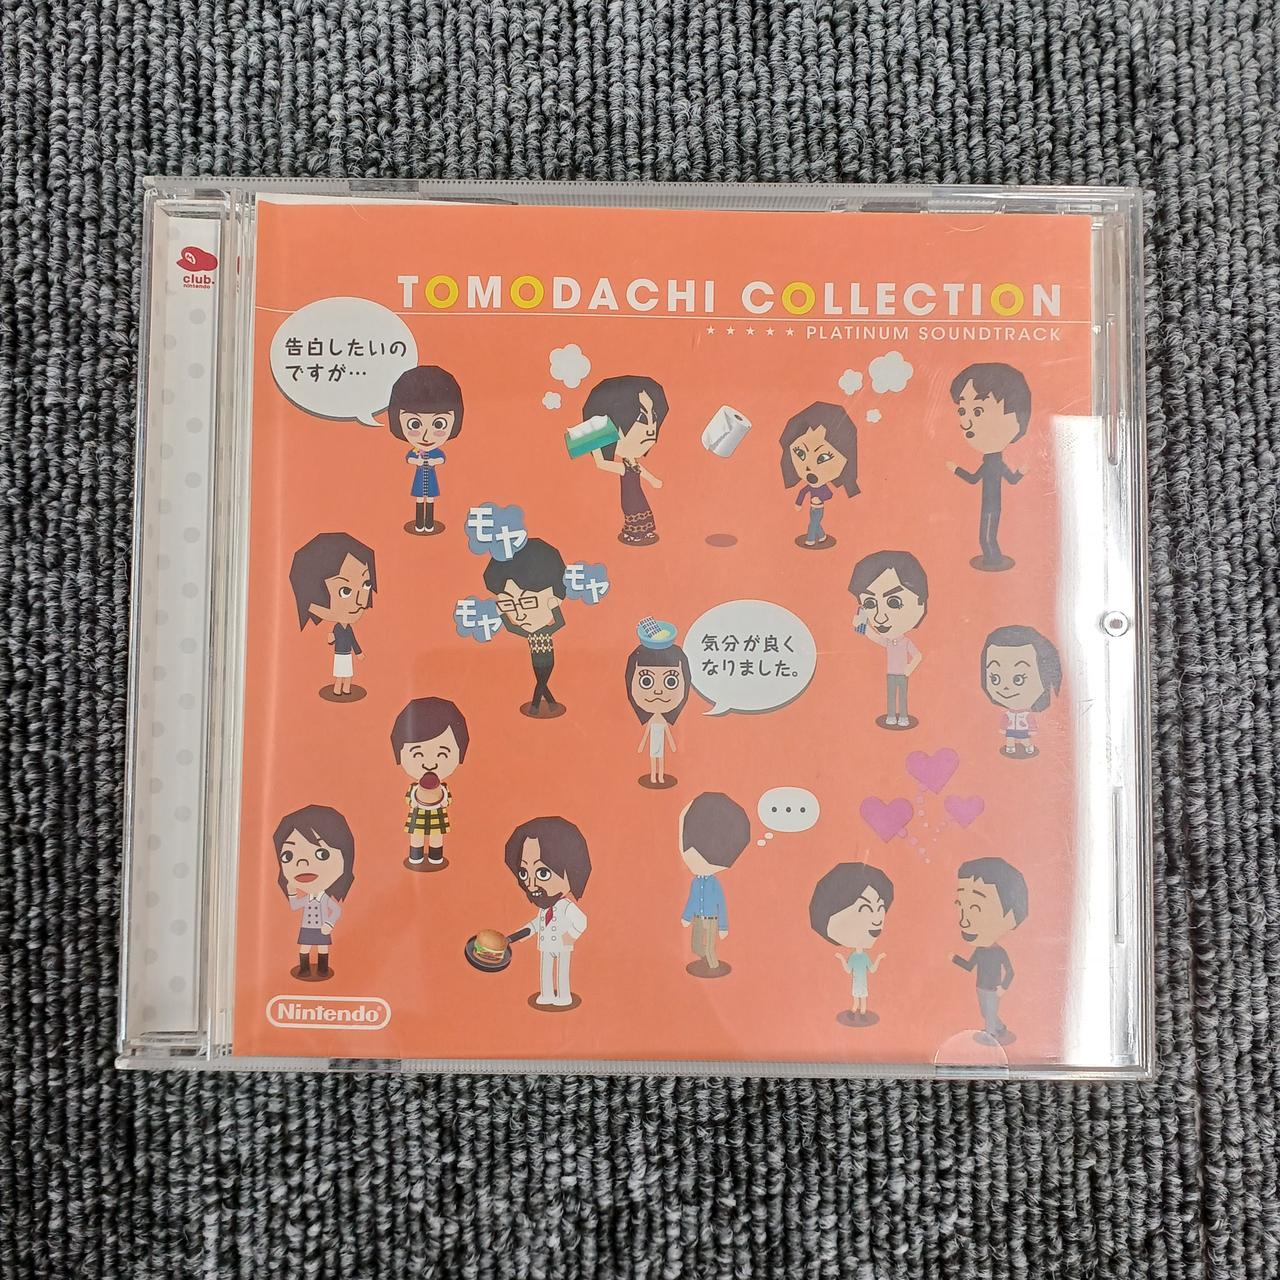 club.
nintendo
TOMODACHI COLLECTION
★★★★★ PLATINUM SOUNDTRACK
告白したいの
ですが…
モヤ
モヤ
モヤ
気分が良く
なりました。
...
Nintendo®